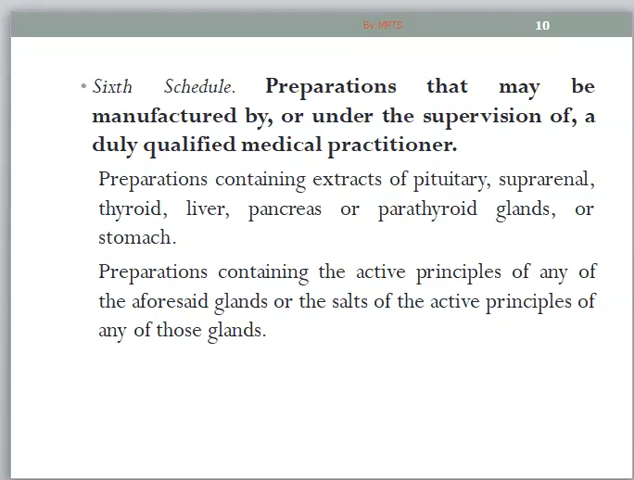 By MPTS 10
• Sixth Schedule. Preparations that may be
manufactured by, or under the supervision of, a
duly qualified medical practitioner.
Preparations containing extracts of pituitary, suprarenal,
thyroid, liver, pancreas or parathyroid glands, or
stomach.
Preparations containing the active principles of any of
the aforesaid glands or the salts of the active principles of
any of those glands.